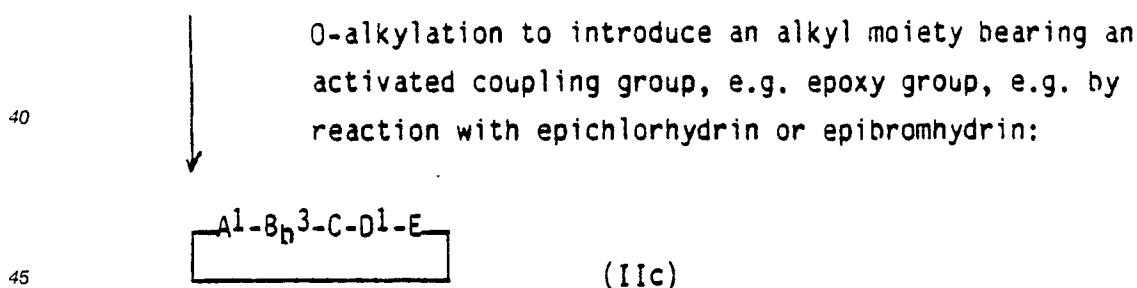 O-alkylation to introduce an alkyl moiety bearing an
activated coupling group, e.g. epoxy group, e.g. by
40
reaction with epichlorhydrin or epibromhydrin:
A1-Bb3-C-D1-E
45
(IIc)